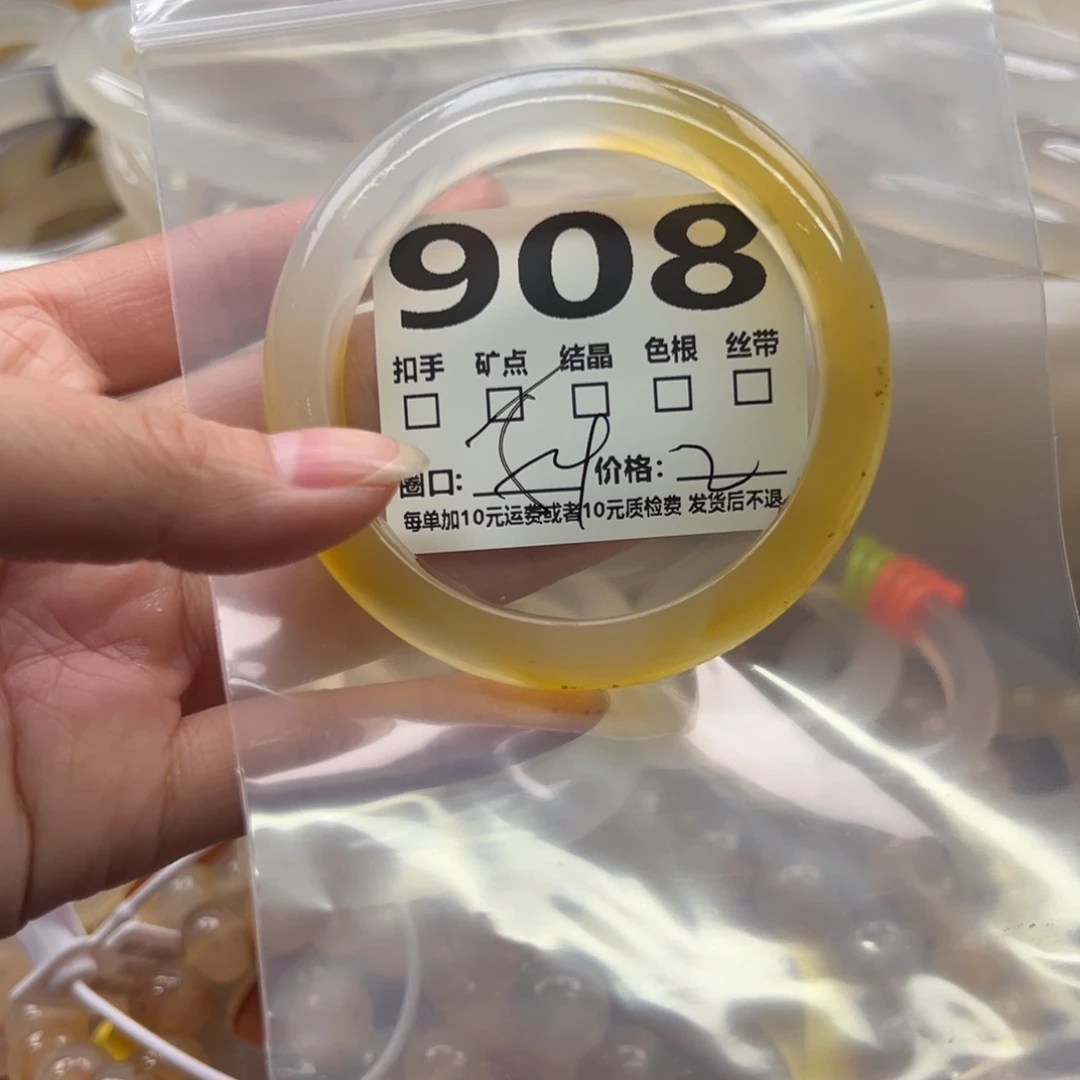 908
扣手 矿点 结晶 色根 丝带
圈口: 价格:
每单加10元运费或者10元质检费 发货后不退